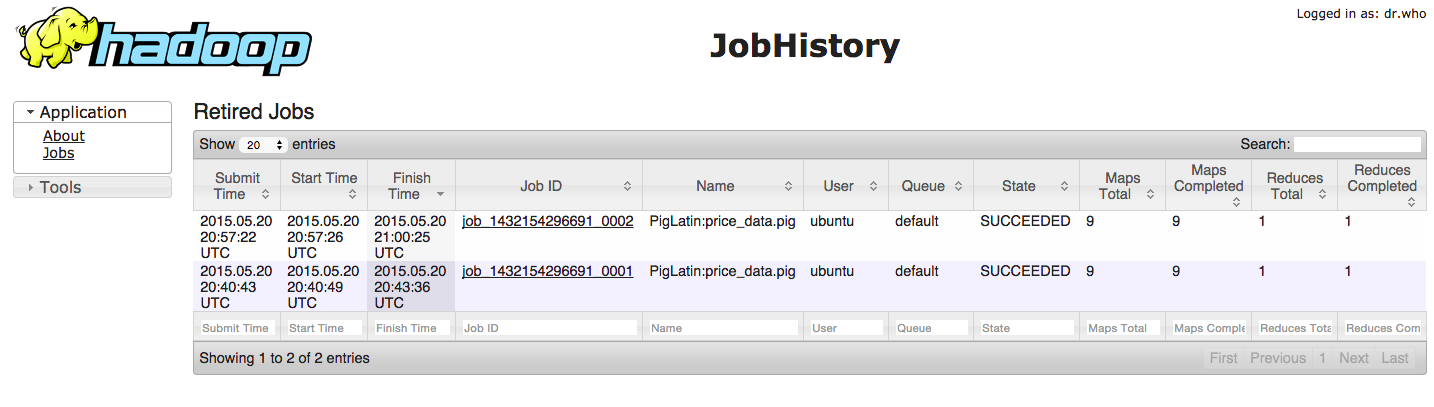 Logged in as: dr.who
hadoop
JobHistory
Application
About
Jobs
Tools
Retired Jobs
Show 20 entries
Search:
Submit Time
Start Time
Finish Time
Job ID
Name
User
Queue
State
Maps Total
Maps Completed
Reduces Total
Reduces Completed
2015.05.20 20:57:22 UTC
2015.05.20 20:57:26 UTC
2015.05.20 21:00:25 UTC
job_1432154296691_0002
PigLatin:price_data.pig
ubuntu
default
SUCCEEDED
9
9
1
1
2015.05.20 20:40:43 UTC
2015.05.20 20:40:49 UTC
2015.05.20 20:43:36 UTC
job_1432154296691_0001
PigLatin:price_data.pig
ubuntu
default
SUCCEEDED
9
9
1
1
Submit Time
Start Time
Finish Time
Job ID
Name
User
Queue
State
Maps Total
Maps Comple
Reduces Tota
Reduces Com
Showing 1 to 2 of 2 entries
First Previous 1 Next Last